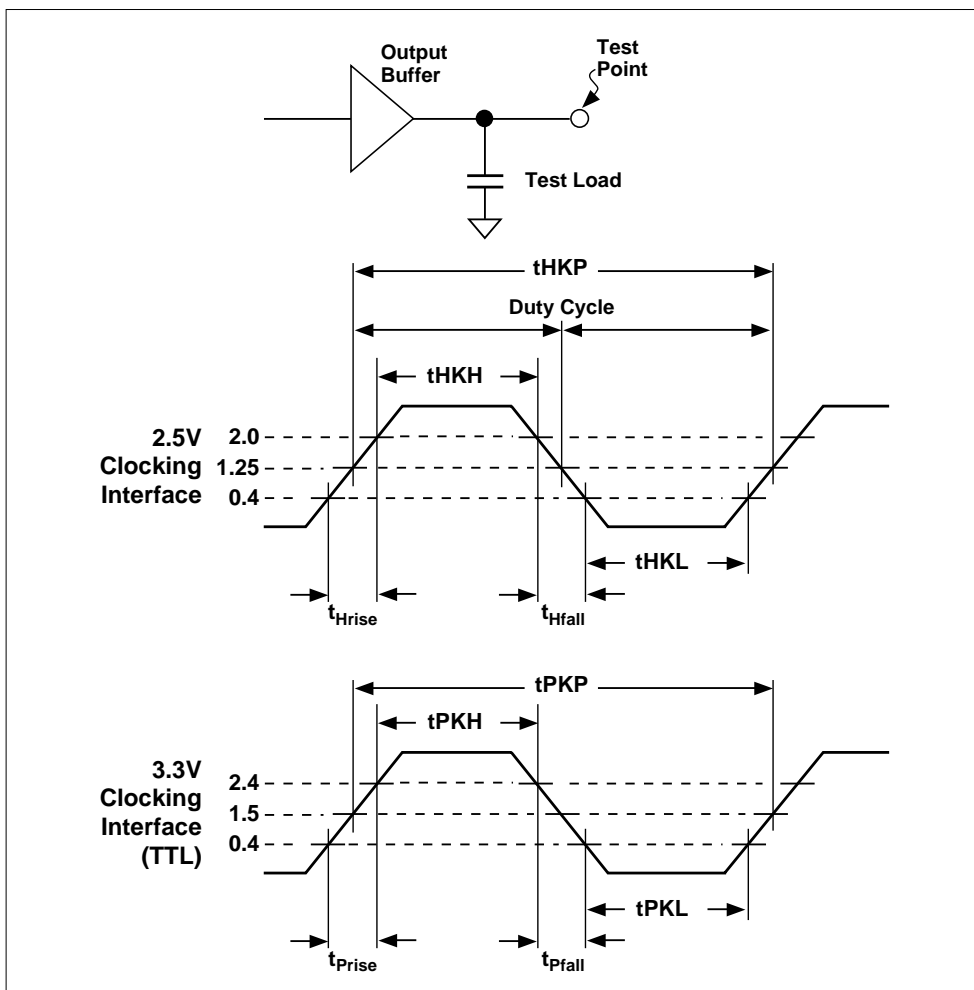 Output
Buffer
Test
Point
Test Load
tHKP
Duty Cycle
tHKH
2.5V
Clocking
Interface
2.0
1.25
0.4
tHKL
tHrise
tHfall
tPKP
tPKH
3.3V
Clocking
Interface
(TTL)
2.4
1.5
0.4
tPKL
tPrise
tPfall